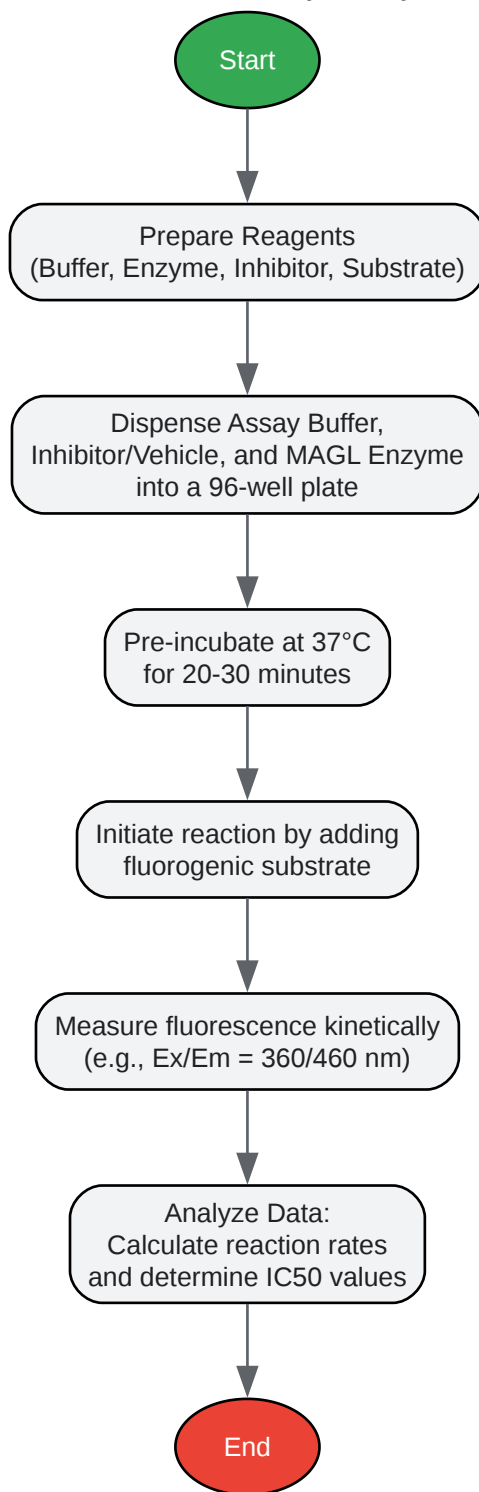 Start
Prepare Reagents
(Buffer, Enzyme, Inhibitor, Substrate)
Dispense Assay Buffer,
Inhibitor/Vehicle, and MAGL Enzyme
into a 96-well plate
Pre-incubate at 37°C
for 20-30 minutes
Initiate reaction by adding
fluorogenic substrate
Measure fluorescence kinetically
(e.g., Ex/Em = 360/460 nm)
Analyze Data:
Calculate reaction rates
and determine IC50 values
End